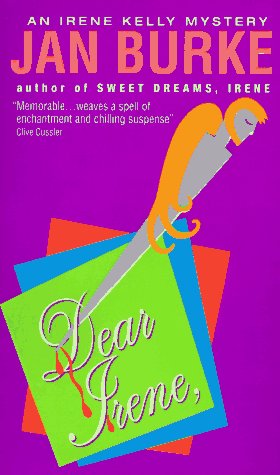 AN IRENE KELLY MYSTERY
JAN BURKE
author of SWEET DREAMS, IRENE
"Memorable...weaves a spell of
enchantment and chilling suspense"
Clive Cussler
Dear
Irene,